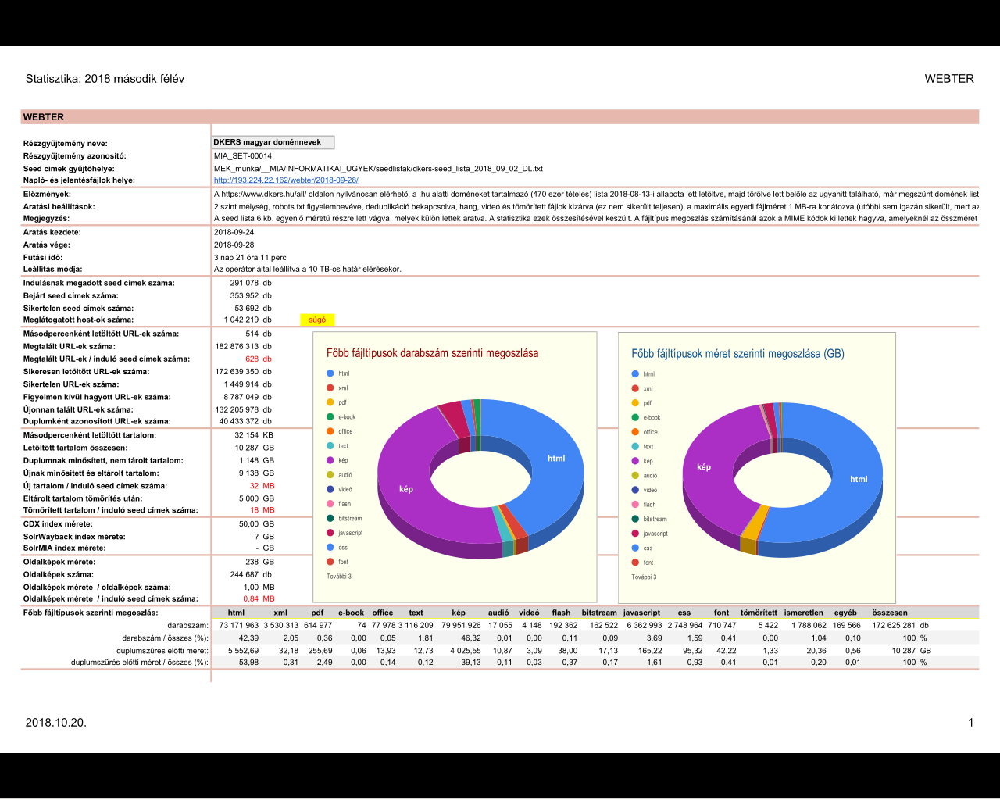 Statisztika: 2018 második félév WEBTER
WEBTER
Részgyűjtemény neve: DKERS magyar doménnevek
Részgyűjtemény azonosító: MIA_SET-00014
Seed címek gyűjtőhelye: MEK_munka/__MIA/INFORMATIKAI_UGYEK/seedlistak/dkers-seed_lista_2018_09_02_DL.txt
Napló- és jelentésfájlok helye: http://193.224.22.162/webter/2018-09-28/
Előzmények: A https://www.dkers.hu/all/ oldalon nyilvánosan elérhető, a .hu alatti doméneket tartalmazó (470 ezer tételes) lista 2018-08-13-i állapota lett letöltve, majd törölve lett belőle az ugyanitt található, már megszűnt domének list
Aratási beállítások: 2 szint mélység, robots.txt figyelembevéve, deduplikáció bekapcsolva, hang, videó és tömörített fájlok kizárva (ez nem sikerült teljesen), a maximális egyedi fájlméret 1 MB-ra korlátozva (utóbbi sem igazán sikerült, mert az
Megjegyzés: A seed lista 6 kb. egyenlő méretű részre lett vágva, melyek külön lettek aratva. A statisztika ezek összesítésével készült. A fájltípus megoszlás számításánál azok a MIME kódok ki lettek hagyva, amelyeknél az összméret
Aratás kezdete: 2018-09-24
Aratás vége: 2018-09-28
Futási idő: 3 nap 21 óra 11 perc
Leállítás módja: Az operátor által leállítva a 10 TB-os határ elérésekor.
Indulásnak megadott seed címek száma: 291 078 db
Bejárt seed címek száma: 353 952 db
Sikertelen seed címek száma: 53 692 db
Meglátogatott host-ok száma: 1 042 219 db súgó
Másodpercenként letöltött URL-ek száma: 514 db
Megtalált URL-ek száma: 182 876 313 db
Megtalált URL-ek / induló seed címek száma: 628 db
Sikeresen letöltött URL-ek száma: 172 639 350 db
Sikertelen URL-ek száma: 1 449 914 db
Figyelmen kívül hagyott URL-ek száma: 8 787 049 db
Újonnan talált URL-ek száma: 132 205 978 db
Duplumként azonosított URL-ek száma: 40 433 372 db
Másodpercenként letöltött tartalom: 32 154 KB
Letöltött tartalom összesen: 10 287 GB
Duplumnak minősített, nem tárolt tartalom: 1 148 GB
Újnak minősített és eltárolt tartalom: 9 138 GB
Új tartalom / induló seed címek száma: 32 MB
Eltárolt tartalom tömörítés után: 5 000 GB
Tömörített tartalom / induló seed címek száma: 18 MB
CDX index mérete: 50,00 GB
SolrWayback index mérete: ? GB
SolrMIA index mérete: - GB
Oldalképek mérete: 238 GB
Oldalképek száma: 244 687 db
Oldalképek mérete / oldalképek száma: 1,00 MB
Oldalképek mérete / induló seed címek száma: 0,84 MB
Főbb fájltípusok darabszám szerinti megoszlása
html
xml
pdf
e-book
office
text
kép
audió
videó
flash
bitstream
javascript
css
font
További 3
html
kép
Főbb fájltípusok méret szerinti megoszlása (GB)
html
xml
pdf
e-book
office
text
kép
audió
videó
flash
bitstream
javascript
css
font
További 3
kép
html
Főbb fájltípusok szerinti megoszlás: html xml pdf e-book office text kép audió videó flash bitstream javascript css font tömörített ismeretlen egyéb összesen
darabszám: 73 171 963 3 530 313 614 977 74 77 978 3 116 209 79 951 926 17 055 4 148 192 362 162 522 6 362 993 2 748 964 710 747 5 422 1 788 062 169 566 172 625 281 db
darabszám / összes (%): 42,39 2,05 0,36 0,00 0,05 1,81 46,32 0,01 0,00 0,11 0,09 3,69 1,59 0,41 0,00 1,04 0,10 100 %
duplumszűrés előtti méret: 5 552,69 32,18 255,69 0,06 13,93 12,73 4 025,55 10,87 3,09 38,00 17,13 165,22 95,32 42,22 1,33 20,36 0,56 10 287 GB
duplumszűrés előtti méret / összes (%): 53,98 0,31 2,49 0,00 0,14 0,12 39,13 0,11 0,03 0,37 0,17 1,61 0,93 0,41 0,01 0,20 0,01 100 %
2018.10.20. 1